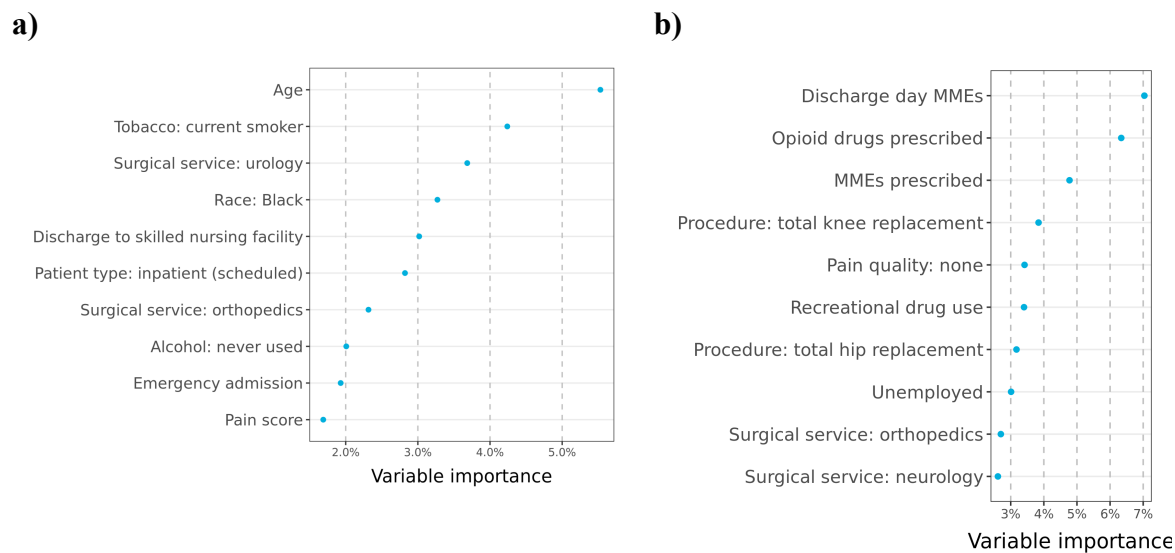 a)
Age
Tobacco: current smoker
Surgical service: urology
Race: Black
Discharge to skilled nursing facility
Patient type: inpatient (scheduled)
Surgical service: orthopedics
Alcohol: never used
Emergency admission
Pain score
2.0% 3.0% 4.0% 5.0%
Variable importance
b)
Discharge day MMEs
Opioid drugs prescribed
MMEs prescribed
Procedure: total knee replacement
Pain quality: none
Recreational drug use
Procedure: total hip replacement
Unemployed
Surgical service: orthopedics
Surgical service: neurology
3% 4% 5% 6% 7%
Variable importance